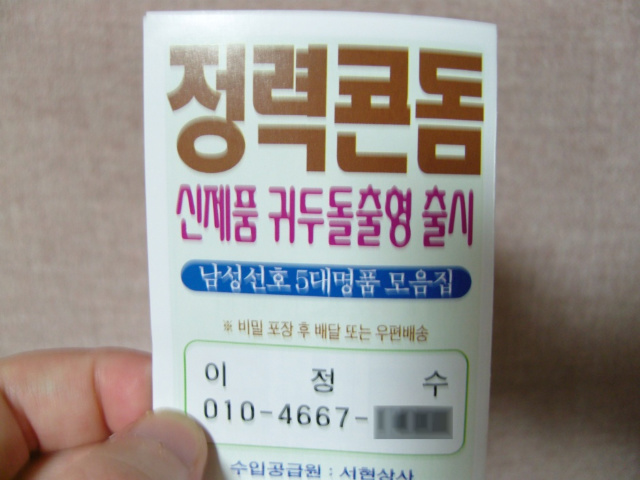 정력콘돔
신제품 귀두돌출형 출시
남성선호 5대명품 모음집
※ 비밀 포장 후 배달 또는 우편배송
이 정 수
010-4667-
수입공급원 : 서현상사